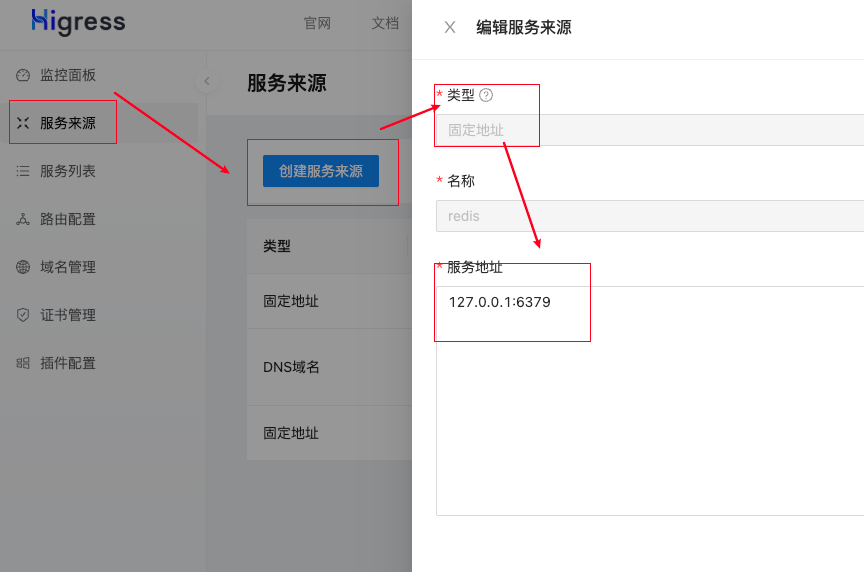 Higress
官网
文档
监控面板
服务来源
服务列表
路由配置
域名管理
证书管理
插件配置
服务来源
创建服务来源
类型
固定地址
DNS域名
固定地址
编辑服务来源
* 类型
固定地址
* 名称
redis
* 服务地址
127.0.0.1:6379